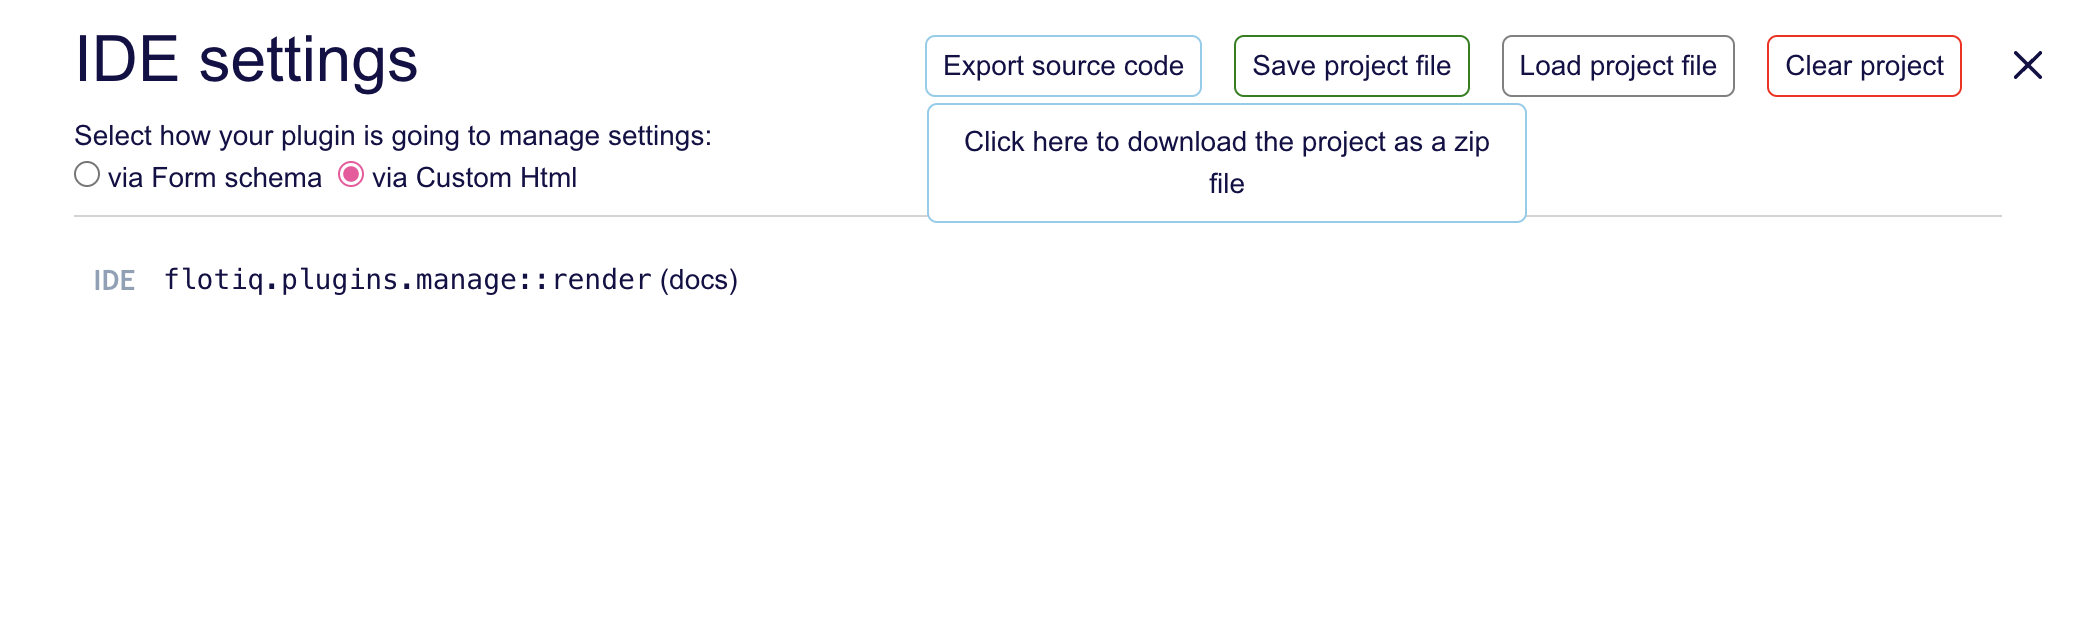 IDE settings
Export source code
Save project file
Load project file
Clear project
Select how your plugin is going to manage settings:
via Form schema
via Custom Html
Click here to download the project as a zip
file
IDE flotiq.plugins.manage::render (docs)